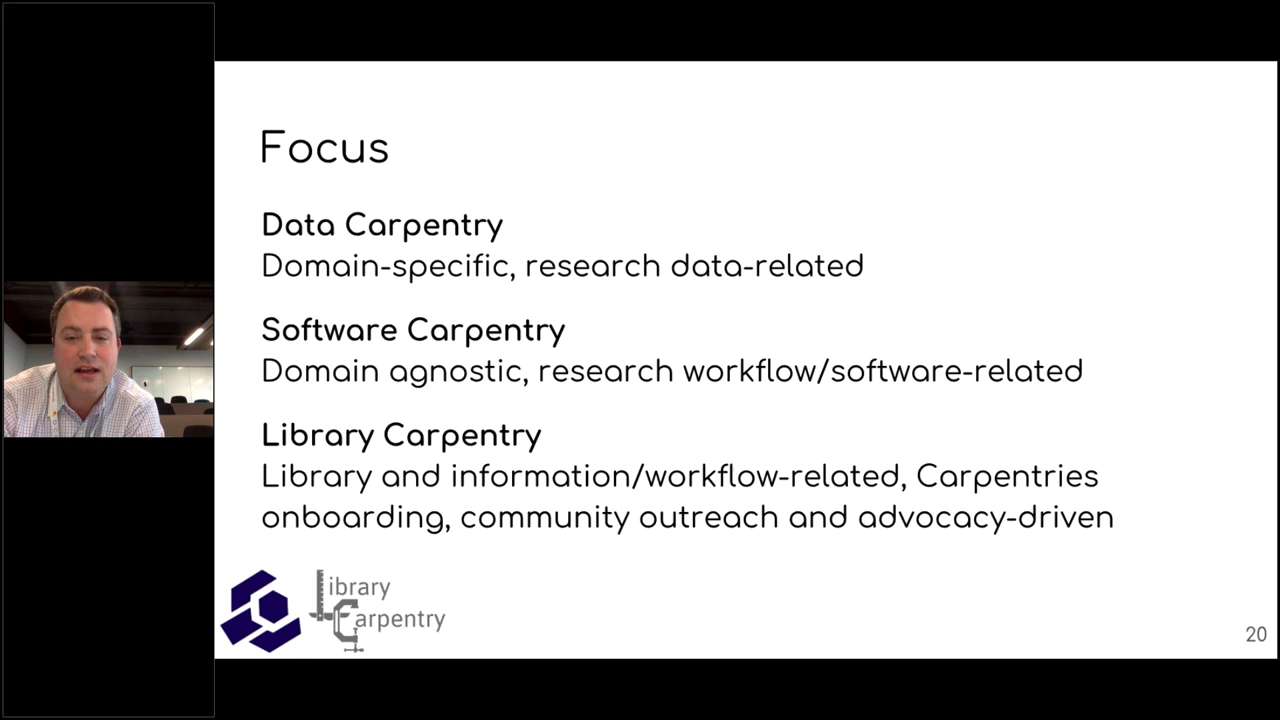 Focus
Data Carpentry
Domain-specific, research data-related
Software Carpentry
Domain agnostic, research workflow/software-related
Library Carpentry
Library and information/workflow-related, Carpentries
onboarding, community outreach and advocacy-driven
Library
Carpentry
20